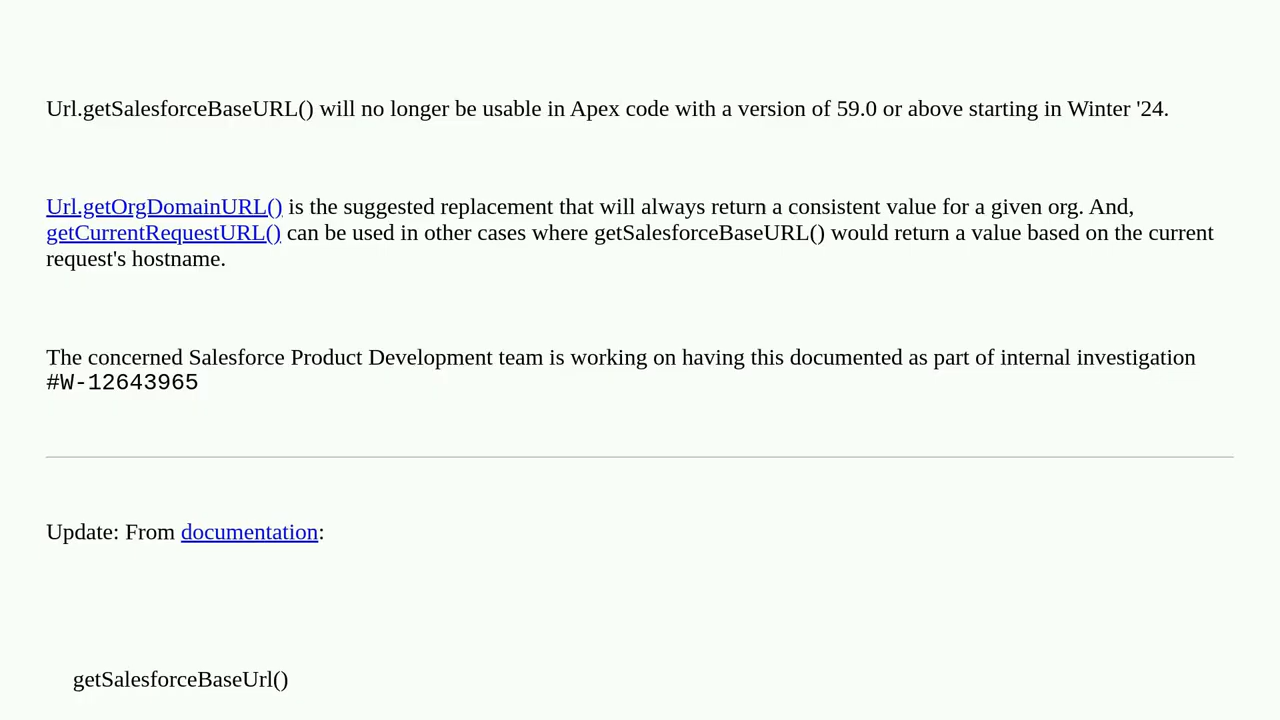 Url.getSalesforceBaseURL() will no longer be usable in Apex code with a version of 59.0 or above starting in Winter '24.
Url.getOrgDomainURL() is the suggested replacement that will always return a consistent value for a given org. And,
getCurrentRequestURL() can be used in other cases where getSalesforceBaseURL() would return a value based on the current
request's hostname.
The concerned Salesforce Product Development team is working on having this documented as part of internal investigation
#W-12643965
Update: From documentation:
getSalesforceBaseUrl()